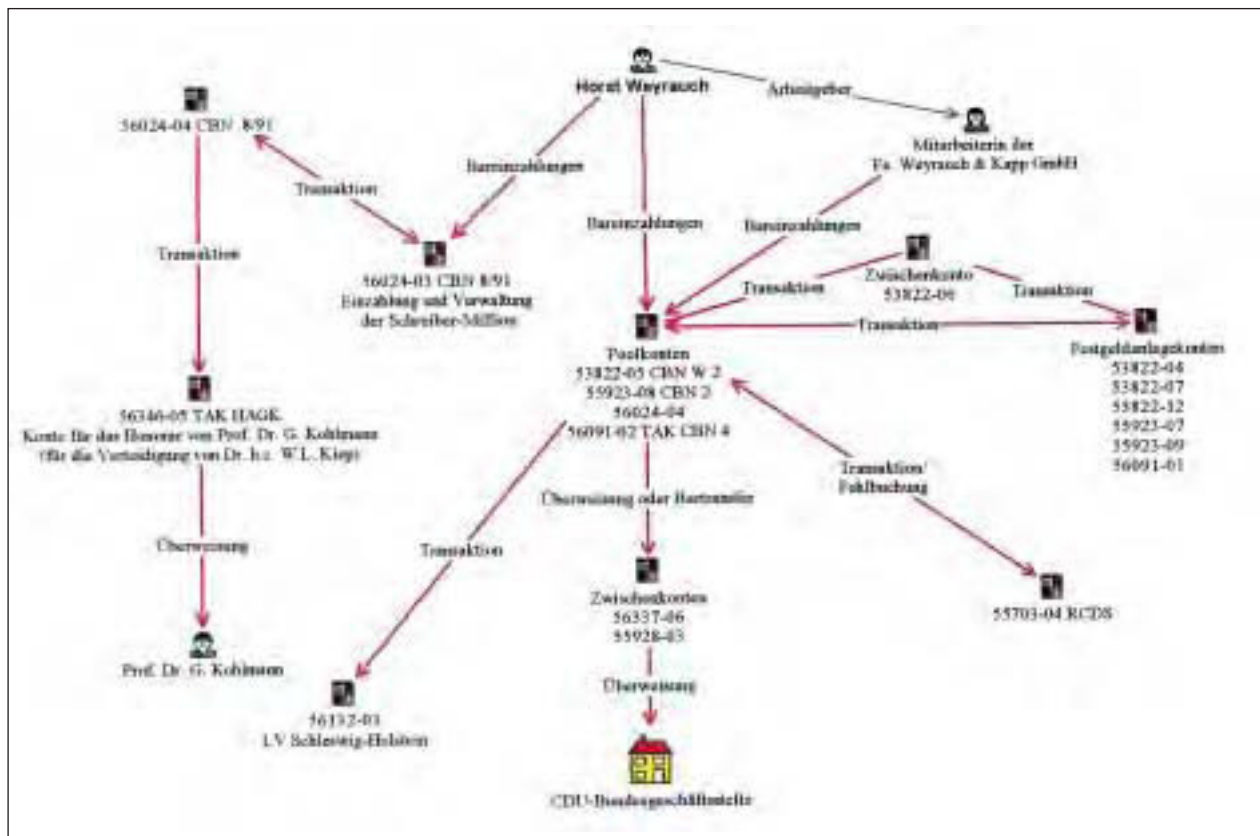 Horst Weyrauch
Arbeitgeber
Mitarbeiterin der
Fa. Weyrauch & Kapp GmbH
56024-04 CBN 8/91
Transaktion
Bareinzahlungen
Bareinzahlungen
Bareinzahlungen
56024-03 CBN 8/91
Einzahlung und Verwaltung
der Schreiber-Million
Transaktion
Zwischenkonto
53822-06
Transaktion
Transaktion
Transaktion
Poolkonten
53822-05 CBN W 2
55923-08 CBN 2
56024-04
56091-02 TAK CBN 4
Festgeldanlagekonten
53822-04
53822-07
55822-12
55923-07
55923-09
56091-01
56346-05 TAK HAGK
Konto für das Honorar von Prof. Dr. G. Kohlmann
(für die Verteidigung von Dr. h.c. W.L. Kiep)
Transaktion/
Fehlbuchung
Überweisung oder Bartransfer
Überweisung
Transaktion
Zwischenkonten
56337-06
55928-03
55703-04 RCDS
Prof. Dr. G. Kohlmann
Überweisung
56132-03
LV Schleswig-Holstein
CDU-Bundesgeschäftsstelle